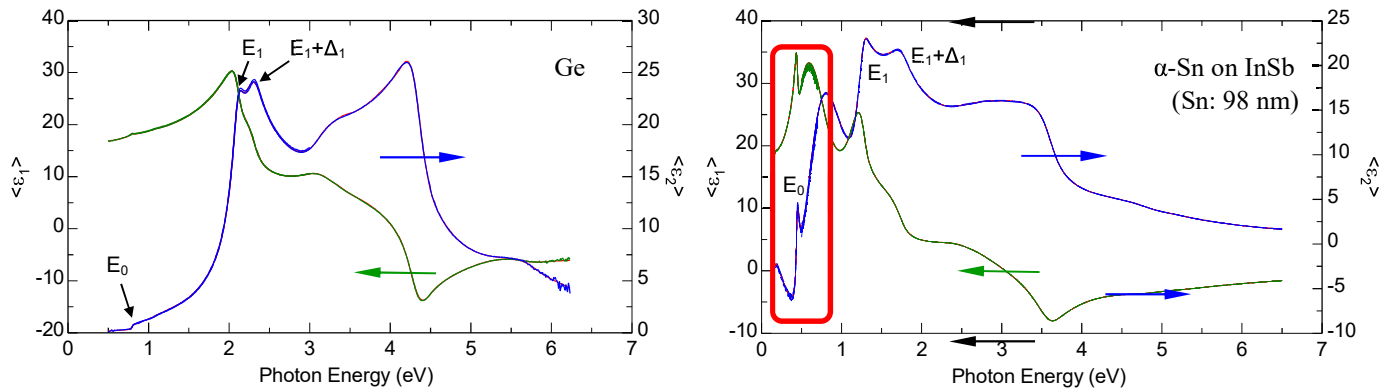 40
30
20
10
0
-10
-20
<ε₁>
E₁
E₁+Δ₁
Ge
E₀
30
25
20
15
10
5
0
<ε₂>
0 1 2 3 4 5 6 7
Photon Energy (eV)
40
30
20
10
0
-10
<ε₁>
E₀
E₁
E₁+Δ₁
α-Sn on InSb
(Sn: 98 nm)
25
20
15
10
5
0
-5
-10
<ε₂>
0 1 2 3 4 5 6 7
Photon Energy (eV)